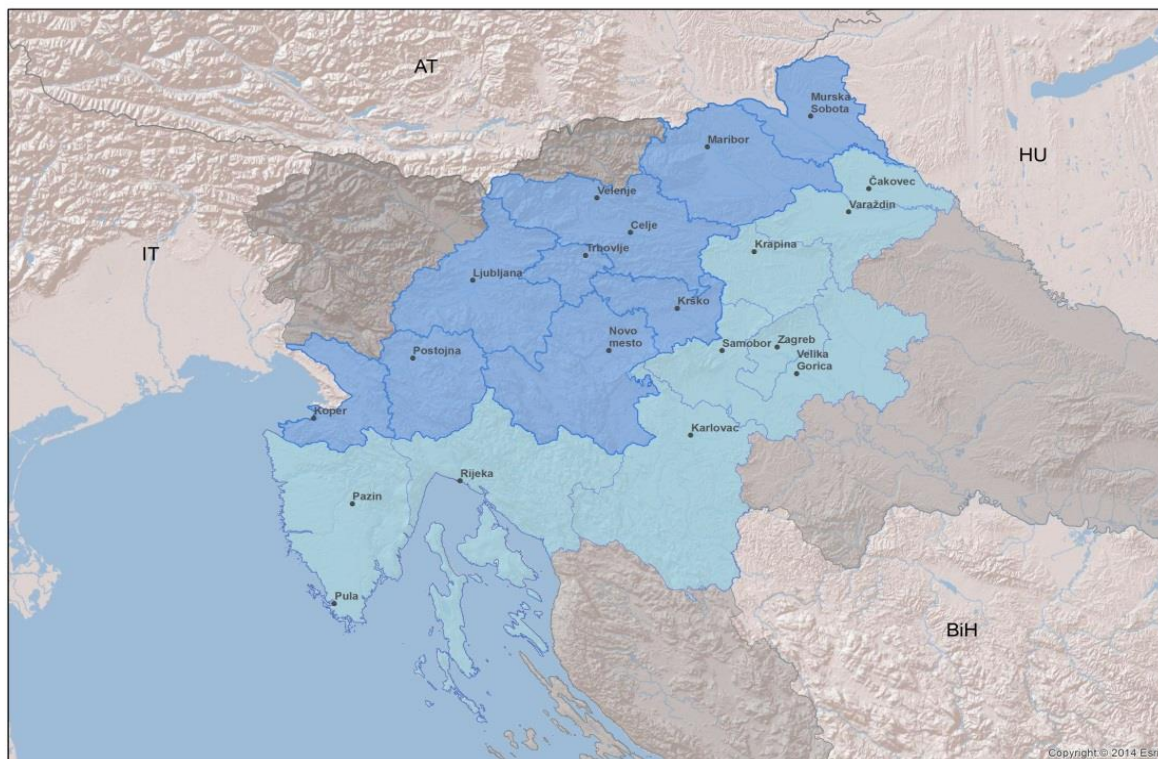 AT
Murska
Sobota
Maribor
HU
Čakovec
Velenje
Varaždin
Celje
IT
Trbovlje
Krapina
Ljubljana
Krško
Novo
mesto
Postojna
Samobor
Zagreb
Velika
Gorica
Koper
Karlovac
Rijeka
Pazin
Pula
BiH
Copyright © 2014 Esri